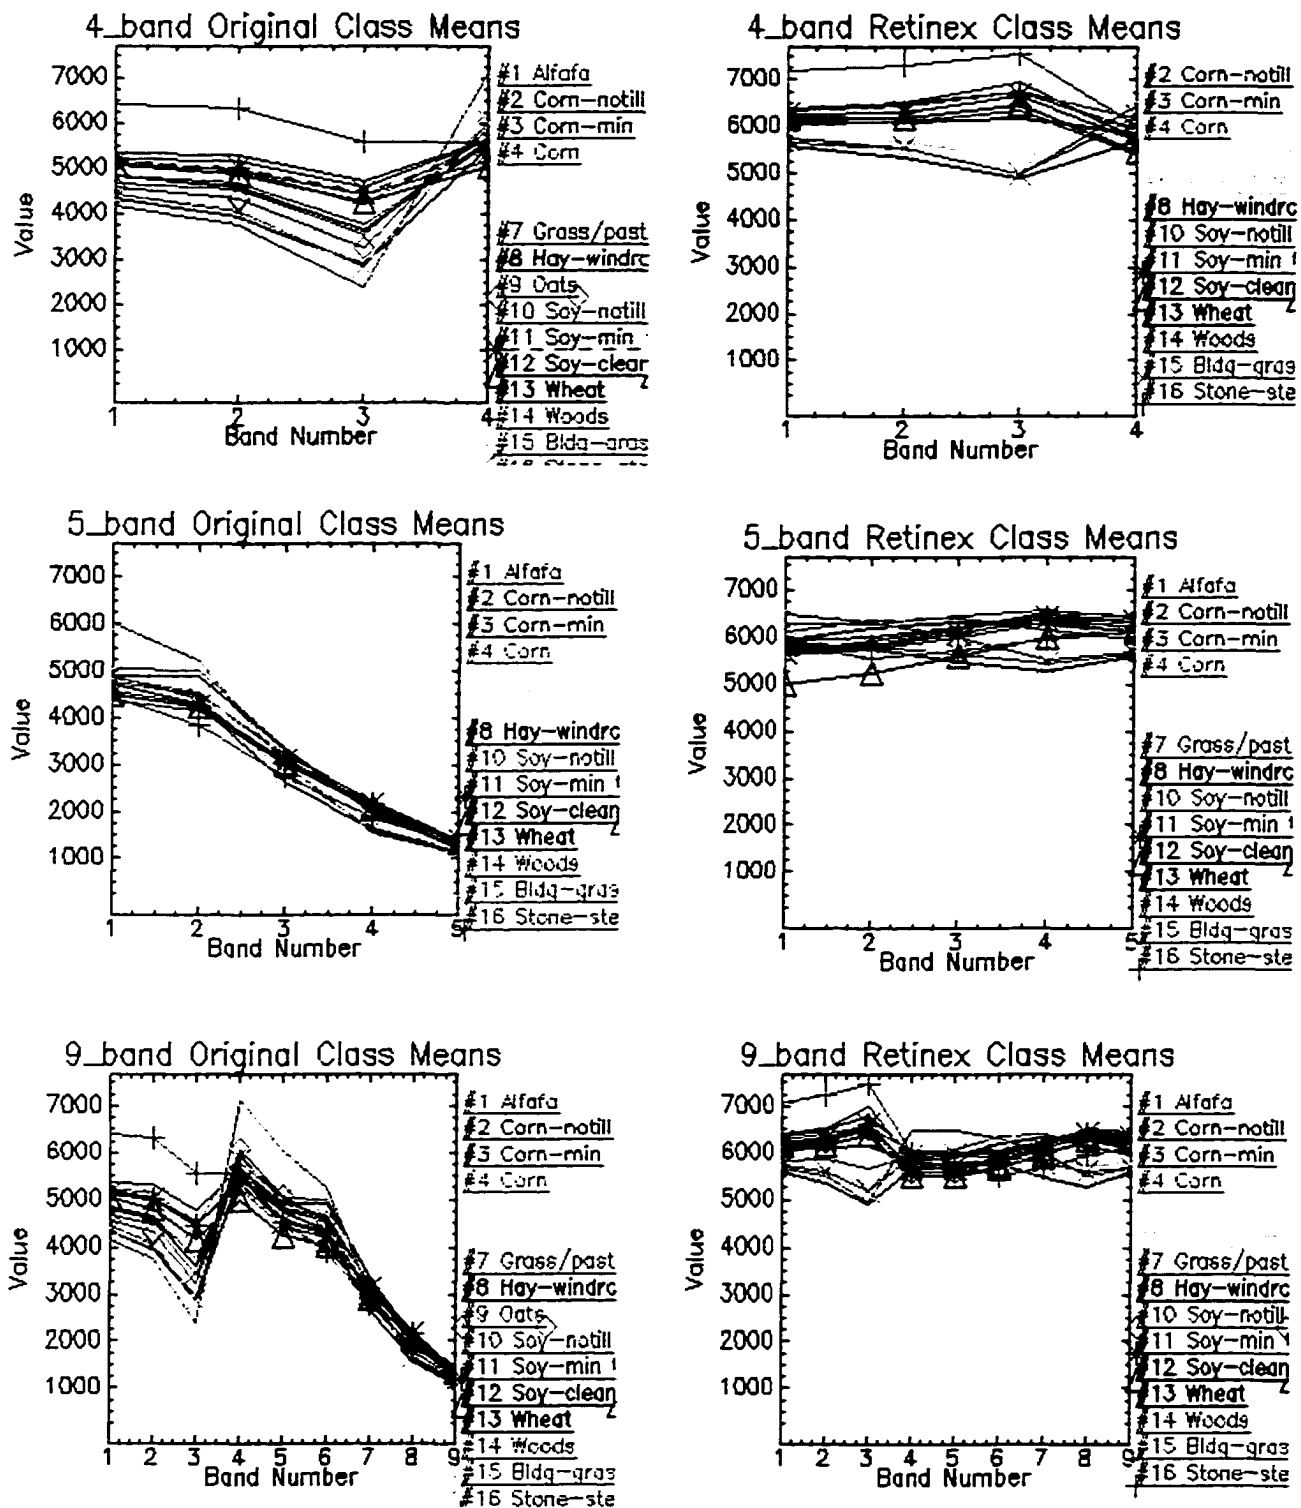 4_band Original Class Means
7000
6000
5000
4000
3000
2000
1000
Value
1 2 3 4
Band Number
#1 Alfafa
#2 Corn-notill
#3 Corn-min
#4 Corn
#7 Grass/past
#8 Hay-windrc
#9 Oats
#10 Soy-notill
#11 Soy-min
#12 Soy-clear
#13 Wheat
#14 Woods
#15 Bldg-gras
4_band Retinex Class Means
7000
6000
5000
4000
3000
2000
1000
Value
1 2 3 4
Band Number
#2 Corn-notill
#3 Corn-min
#4 Corn
#8 Hay-windrc
#10 Soy-notill
#11 Soy-min t
#12 Soy-clean
#13 Wheat
#14 Woods
#15 Bldg-gras
#16 Stone-ste
5_band Original Class Means
7000
6000
5000
4000
3000
2000
1000
Value
1 2 3 4 5
Band Number
#1 Alfafa
#2 Corn-notill
#3 Corn-min
#4 Corn
#8 Hay-windrc
#10 Soy-notill
#11 Soy-min t
#12 Soy-clean
#13 Wheat
#14 Woods
#15 Bldg-gras
#16 Stone-ste
5_band Retinex Class Means
7000
6000
5000
4000
3000
2000
1000
Value
1 2 3 4 5
Band Number
#1 Alfafa
#2 Corn-notill
#3 Corn-min
#4 Corn
#7 Grass/past
#8 Hay-windrc
#10 Soy-notill
#11 Soy-min t
#12 Soy-clean
#13 Wheat
#14 Woods
#15 Bldg-gras
#16 Stone-ste
9_band Original Class Means
7000
6000
5000
4000
3000
2000
1000
Value
1 2 3 4 5 6 7 8 9
Band Number
#1 Alfafa
#2 Corn-notill
#3 Corn-min
#4 Corn
#7 Grass/past
#8 Hay-windrc
#9 Oats
#10 Soy-notill
#11 Soy-min t
#12 Soy-clean
#13 Wheat
#14 Woods
#15 Bldg-gras
#16 Stone-ste
9_band Retinex Class Means
7000
6000
5000
4000
3000
2000
1000
Value
1 2 3 4 5 6 7 8 9
Band Number
#1 Alfafa
#2 Corn-notill
#3 Corn-min
#4 Corn
#7 Grass/past
#8 Hay-windrc
#10 Soy-notill
#11 Soy-min t
#12 Soy-clean
#13 Wheat
#14 Woods
#15 Bldg-gras
#16 Stone-ste